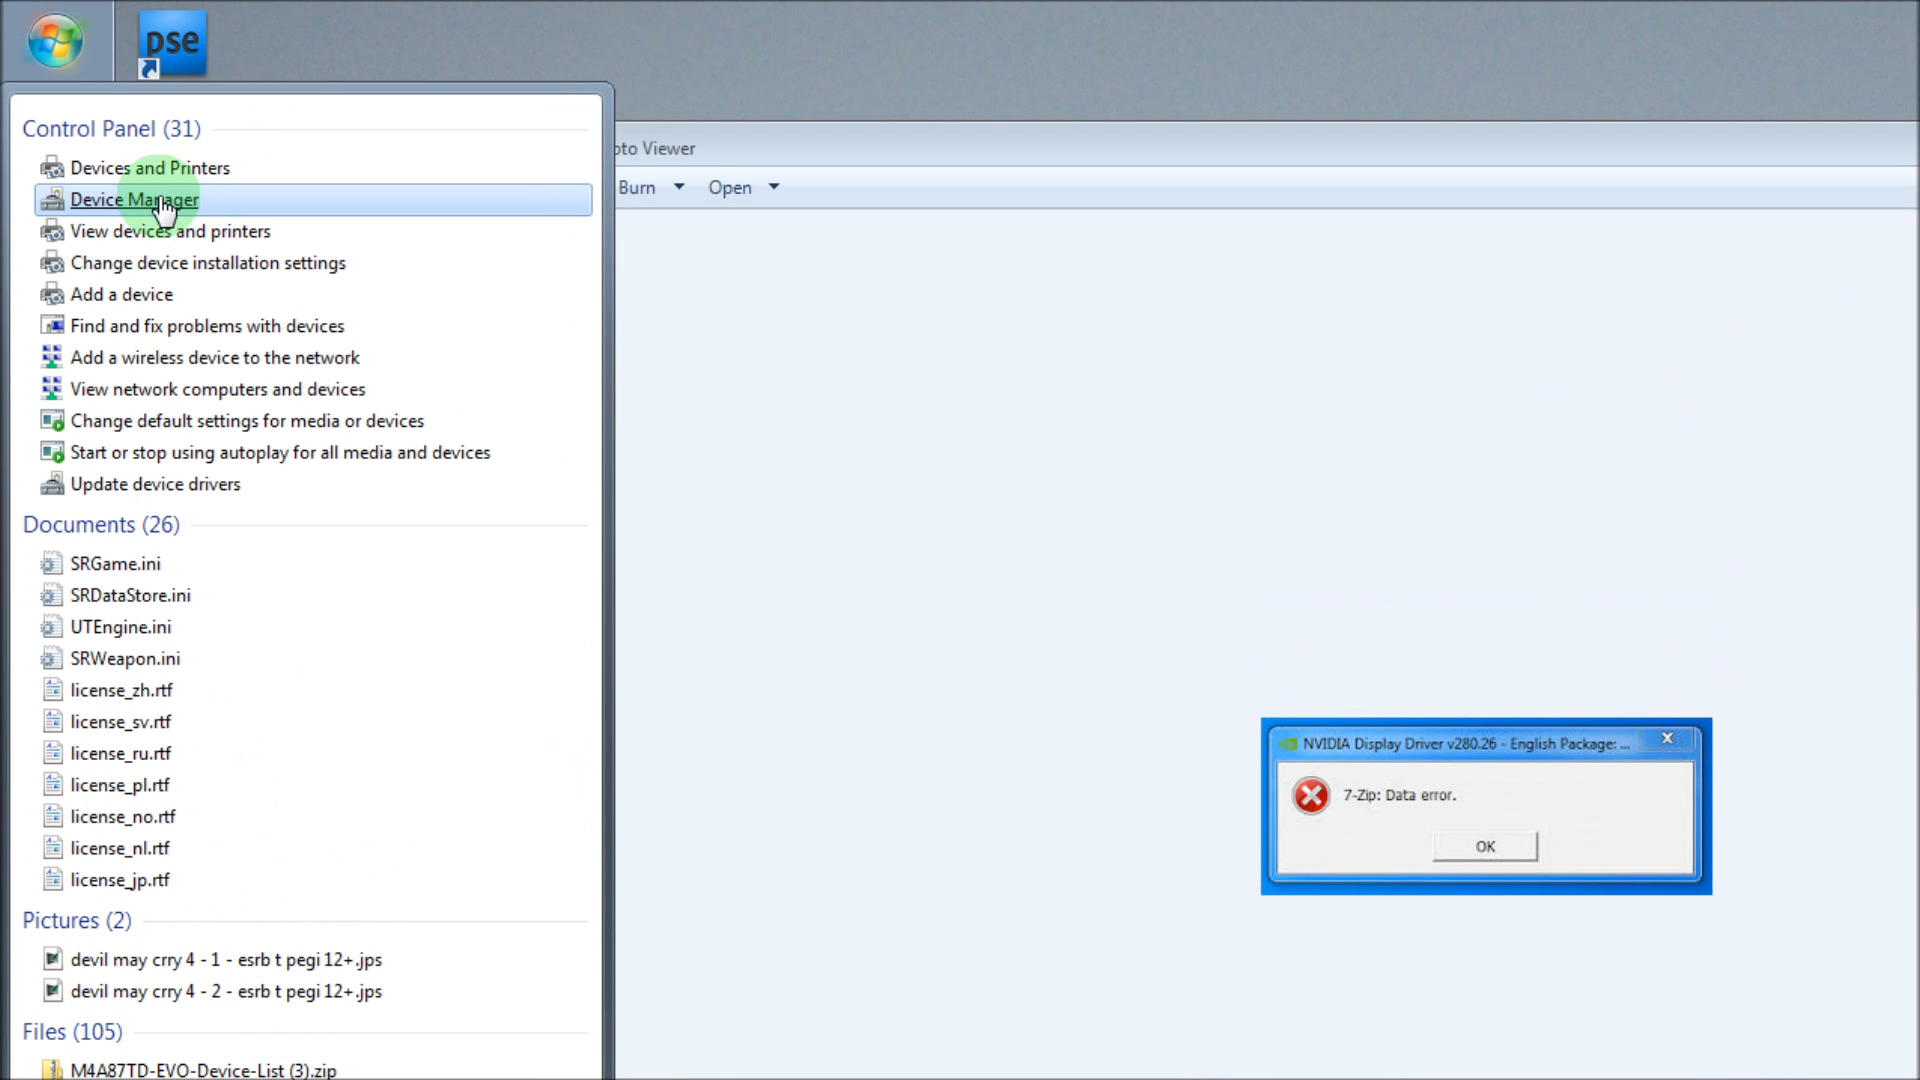 pse
Control Panel (31)
Devices and Printers
Device Manager
View devices and printers
Change device installation settings
Add a device
Find and fix problems with devices
Add a wireless device to the network
View network computers and devices
Change default settings for media or devices
Start or stop using autoplay for all media and devices
Update device drivers
Documents (26)
SRGame.ini
SRDataStore.ini
UTEngine.ini
SRWeapon.ini
license_zh.rtf
license_sv.rtf
license_ru.rtf
license_pl.rtf
license_no.rtf
license_nl.rtf
license_jp.rtf
Pictures (2)
devil may crry 4 - 1 - esrb t pegi 12+.jps
devil may crry 4 - 2 - esrb t pegi 12+.jps
Files (105)
M4A87TD-EVO-Device-List (3).zip
oto Viewer
Burn Open
NVIDIA Display Driver v280.26 - English Package: ...
7-Zip: Data error.
OK